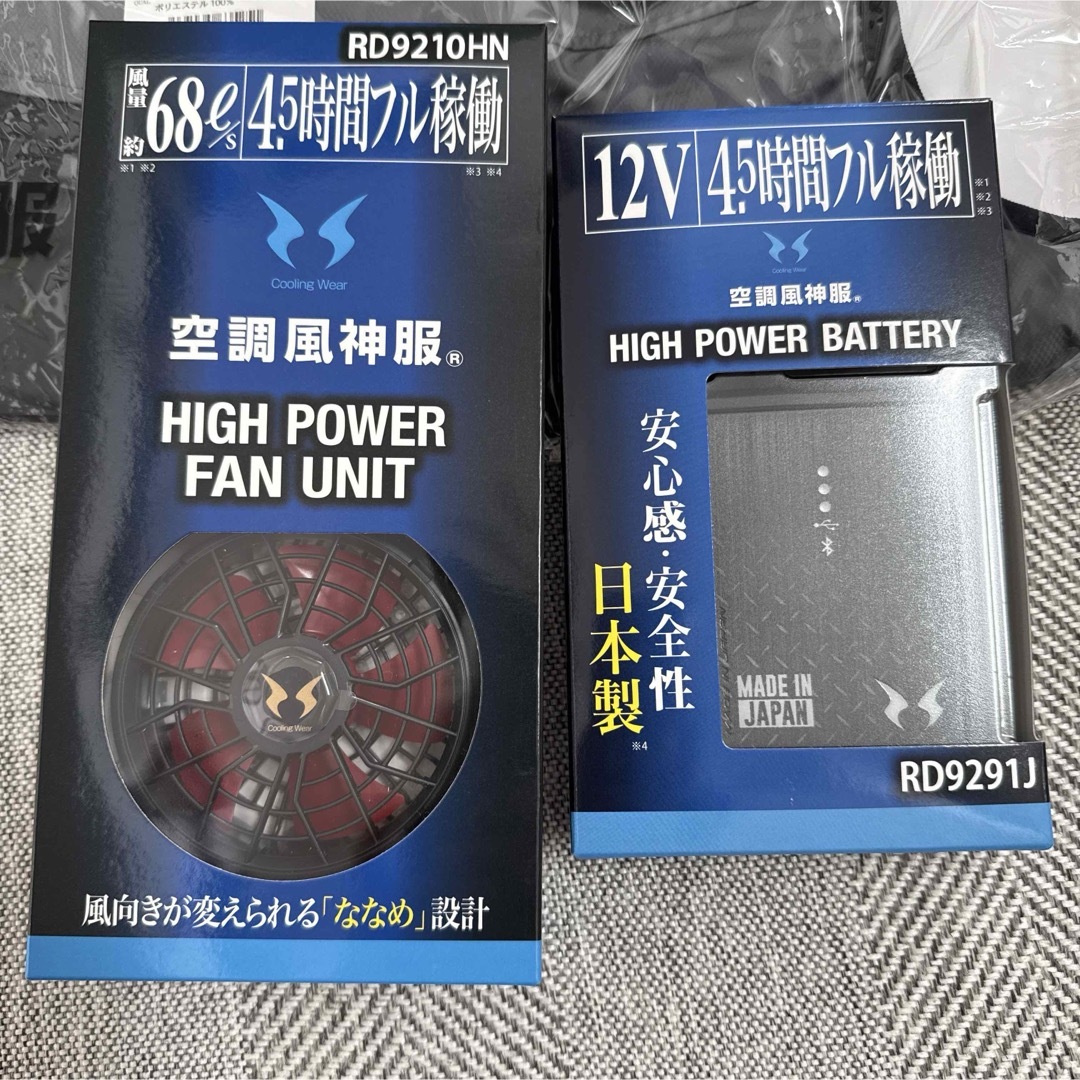 ポリエステル 100%
服
RD9210HN
風量 約 68ℓ/s 4.5時間フル稼働
※1 ※2 ※3 ※4
Cooling Wear
空調風神服®
HIGH POWER
FAN UNIT
Cooling Wear
風向きが変えられる「ななめ」設計
12V 4.5時間フル稼働
※1
※2
※3
Cooling Wear
空調風神服®
HIGH POWER BATTERY
安心感・安全性
日本製
※4
MADE IN
JAPAN
RD9291J